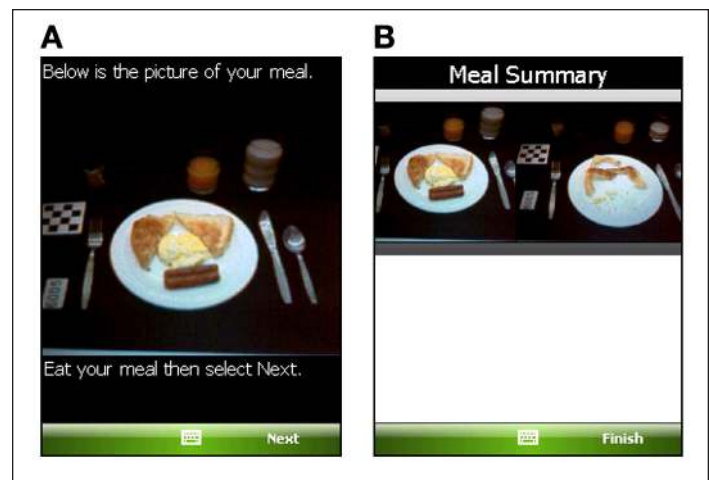 A
Below is the picture of your meal.
Eat your meal then select Next.
Next
B
Meal Summary
Finish